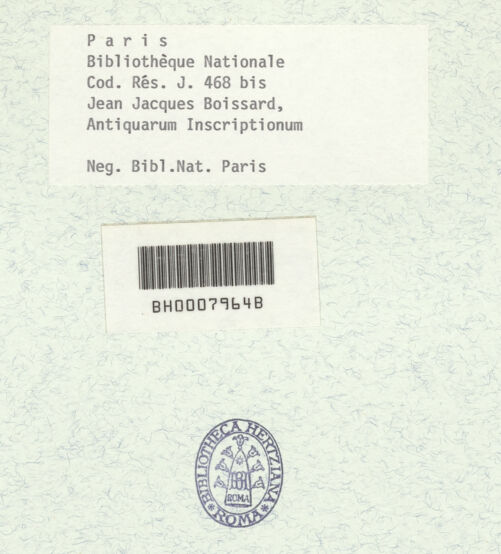 P a r i s
Bibliothèque Nationale
Cod. Rés. J. 468 bis
Jean Jacques Boissard,
Antiquarum Inscriptionum
Neg. Bibl.Nat. Paris
BH0007964B
BIBLIOTHECA HERTZIANA
BH
ROMA
ROMA